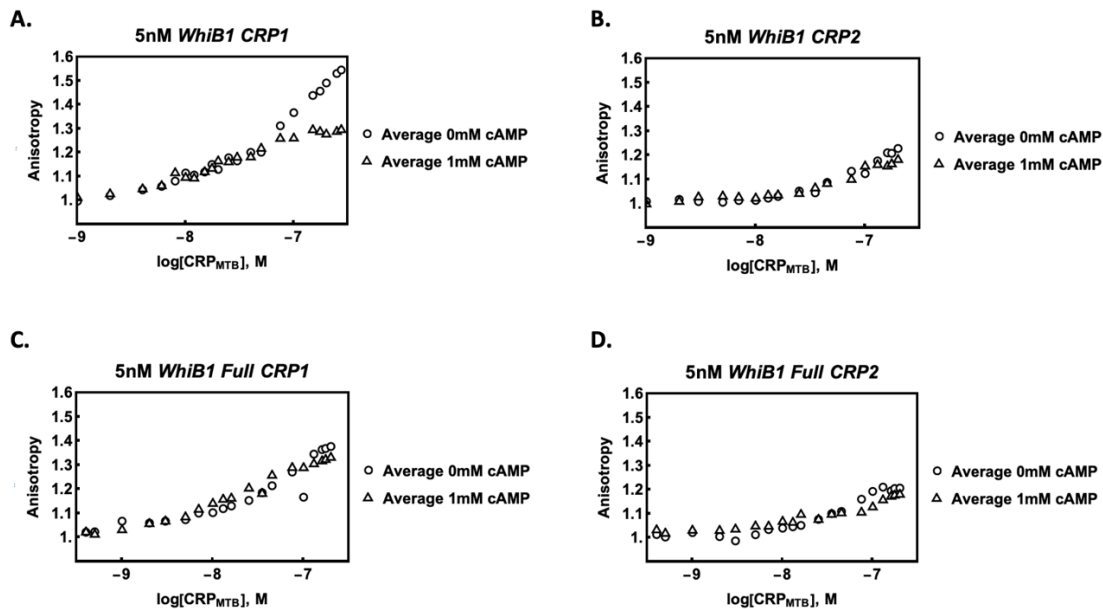 A.
5nM WhiB1 CRP1
1.6
1.5
1.4
1.3
1.2
1.1
1.
Anisotropy
−9
−8
−7
log[CRPMTB], M
Average 0mM cAMP
Average 1mM cAMP
B.
5nM WhiB1 CRP2
1.6
1.5
1.4
1.3
1.2
1.1
1.
Anisotropy
−9
−8
−7
log[CRPMTB], M
Average 0mM cAMP
Average 1mM cAMP
C.
5nM WhiB1 Full CRP1
1.6
1.5
1.4
1.3
1.2
1.1
1.
Anisotropy
−9
−8
−7
log[CRPMTB], M
Average 0mM cAMP
Average 1mM cAMP
D.
5nM WhiB1 Full CRP2
1.6
1.5
1.4
1.3
1.2
1.1
1.
Anisotropy
−9
−8
−7
log[CRPMTB], M
Average 0mM cAMP
Average 1mM cAMP